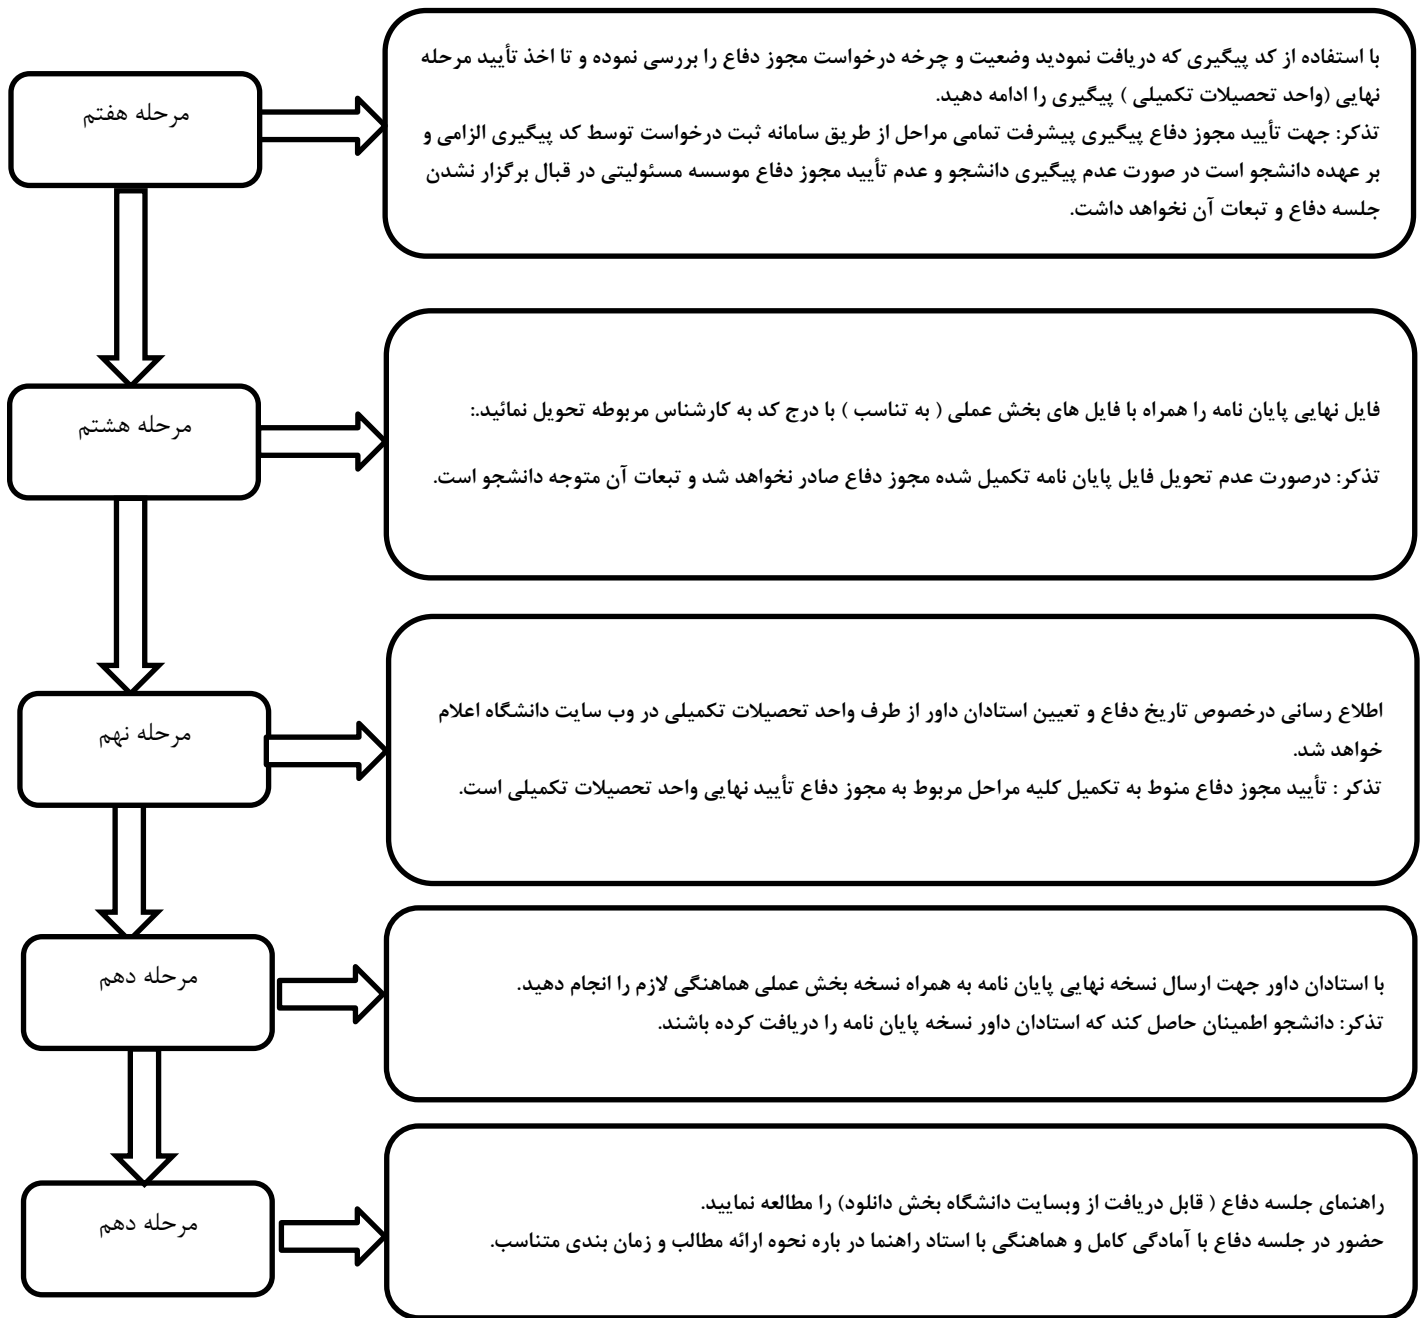 مرحله هفتم
با استفاده از کد پیگیری که دریافت نمودید وضعیت و چرخه درخواست مجوز دفاع را بررسی نموده و تا اخذ تأیید مرحله
نهایی (واحد تحصیلات تکمیلی ) پیگیری را ادامه دهید.
تذکر: جهت تأیید مجوز دفاع پیگیری پیشرفت تمامی مراحل از طریق سامانه ثبت درخواست توسط کد پیگیری الزامی و
بر عهده دانشجو است در صورت عدم پیگیری دانشجو و عدم تأیید مجوز دفاع موسسه مسئولیتی در قبال برگزار نشدن
جلسه دفاع و تبعات آن نخواهد داشت.
مرحله هشتم
فایل نهایی پایان نامه را همراه با فایل های بخش عملی ( به تناسب ) با درج کد به کارشناس مربوطه تحویل نمائید.:
تذکر: درصورت عدم تحویل فایل پایان نامه تکمیل شده مجوز دفاع صادر نخواهد شد و تبعات آن متوجه دانشجو است.
مرحله نهم
اطلاع رسانی درخصوص تاریخ دفاع و تعیین استادان داور از طرف واحد تحصیلات تکمیلی در وب سایت دانشگاه اعلام
خواهد شد.
تذکر : تأیید مجوز دفاع منوط به تکمیل کلیه مراحل مربوط به مجوز دفاع تأیید نهایی واحد تحصیلات تکمیلی است.
مرحله دهم
با استادان داور جهت ارسال نسخه نهایی پایان نامه به همراه نسخه بخش عملی هماهنگی لازم را انجام دهید.
تذکر: دانشجو اطمینان حاصل کند که استادان داور نسخه پایان نامه را دریافت کرده باشند.
مرحله دهم
راهنمای جلسه دفاع ( قابل دریافت از وبسایت دانشگاه بخش دانلود) را مطالعه نمایید.
حضور در جلسه دفاع با آمادگی کامل و هماهنگی با استاد راهنما در باره نحوه ارائه مطالب و زمان بندی متناسب.